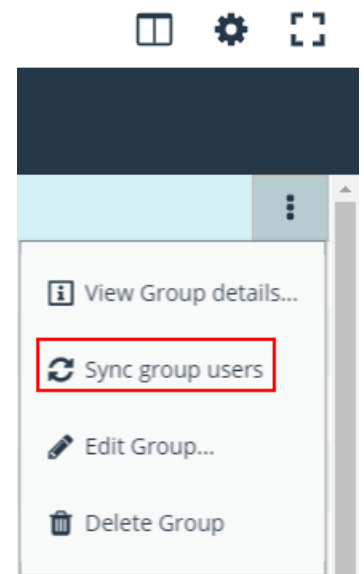 View Group details...
Sync group users
Edit Group...
Delete Group